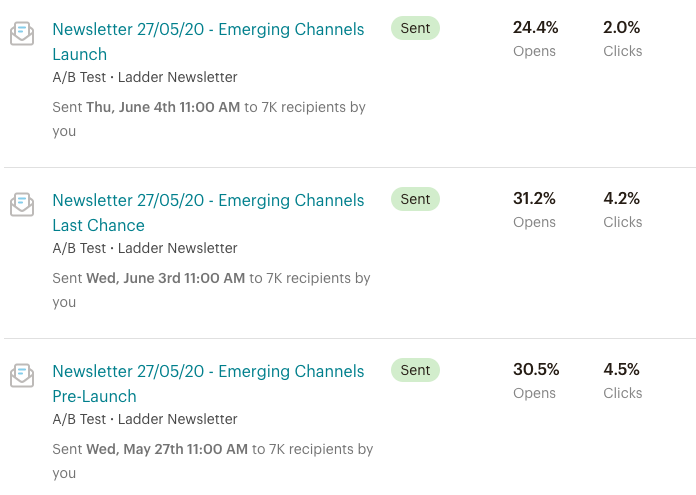 Newsletter 27/05/20 - Emerging Channels
Launch
Sent
24.4%
2.0%
Opens
Clicks
A/B Test · Ladder Newsletter
Sent Thu, June 4th 11:00 AM to 7K recipients by
you
Newsletter 27/05/20 - Emerging Channels
Last Chance
Sent
31.2%
4.2%
Opens
Clicks
A/B Test · Ladder Newsletter
Sent Wed, June 3rd 11:00 AM to 7K recipients by
you
Newsletter 27/05/20 - Emerging Channels
Pre-Launch
Sent
30.5%
4.5%
Opens
Clicks
A/B Test · Ladder Newsletter
Sent Wed, May 27th 11:00 AM to 7K recipients by
you